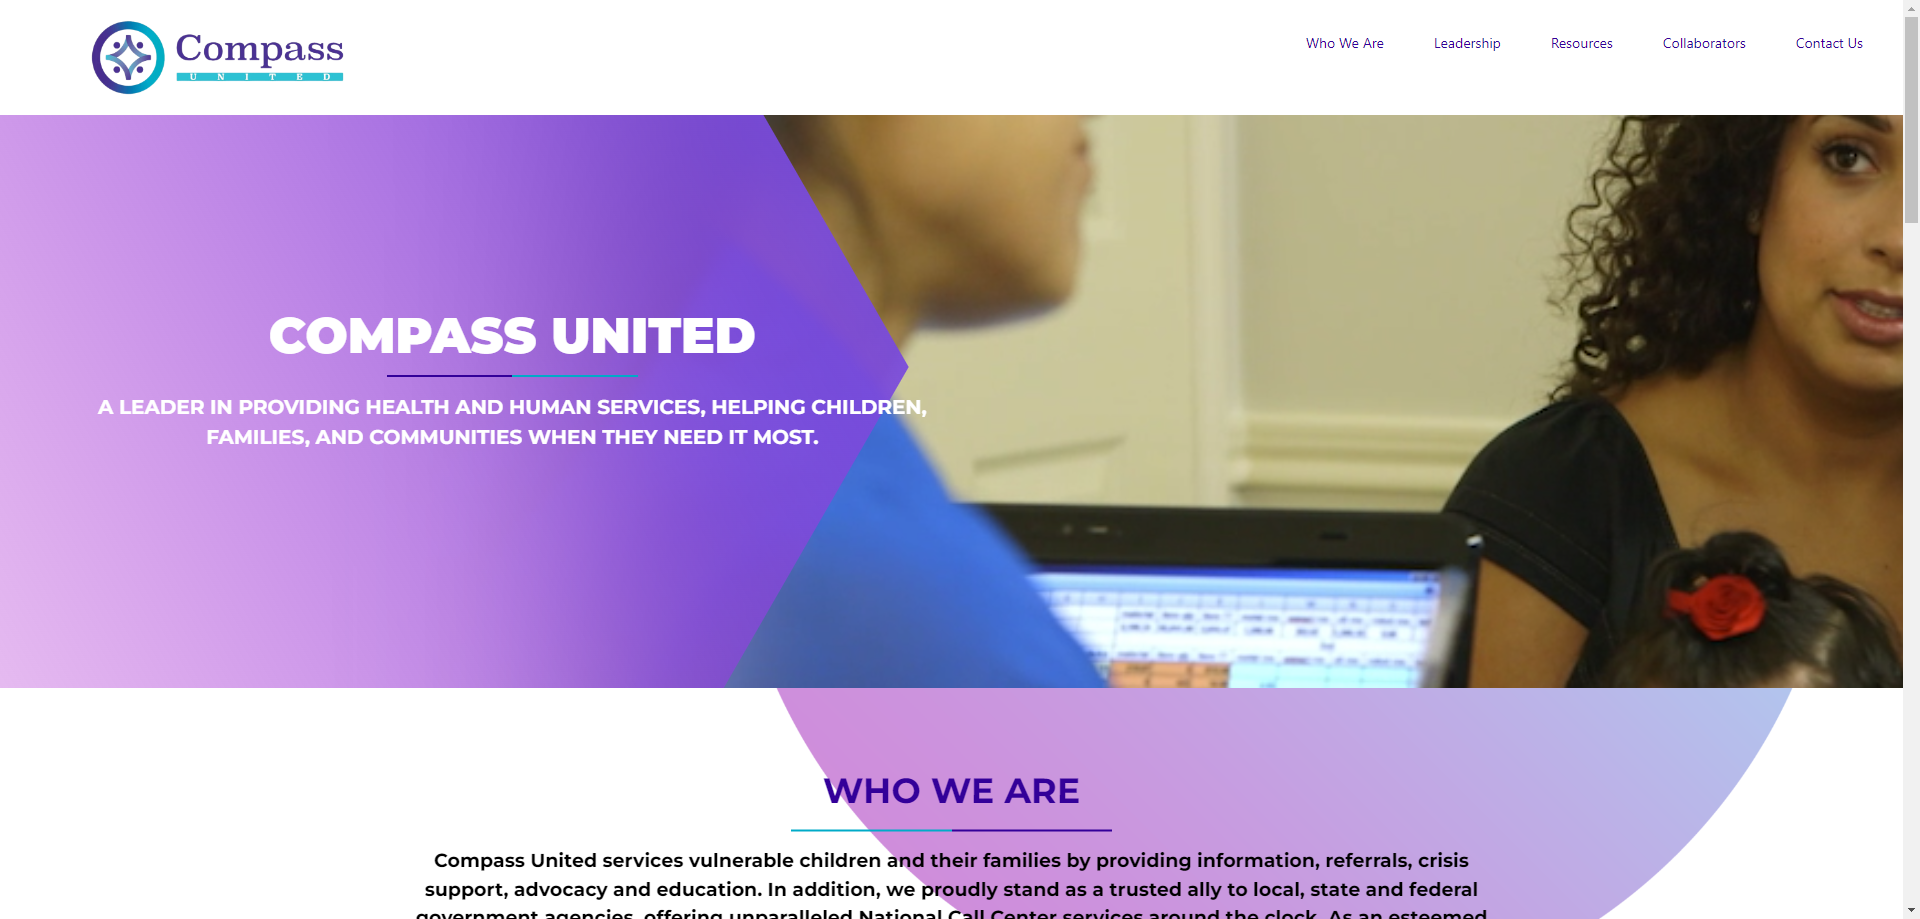 Compass
UNITED
Who We Are
Leadership
Resources
Collaborators
Contact Us
COMPASS UNITED
A LEADER IN PROVIDING HEALTH AND HUMAN SERVICES, HELPING CHILDREN,
FAMILIES, AND COMMUNITIES WHEN THEY NEED IT MOST.
WHO WE ARE
Compass United services vulnerable children and their families by providing information, referrals, crisis
support, advocacy and education. In addition, we proudly stand as a trusted ally to local, state and federal
government agencies, offering unparalleled National Call Center services around the clock. As an esteemed